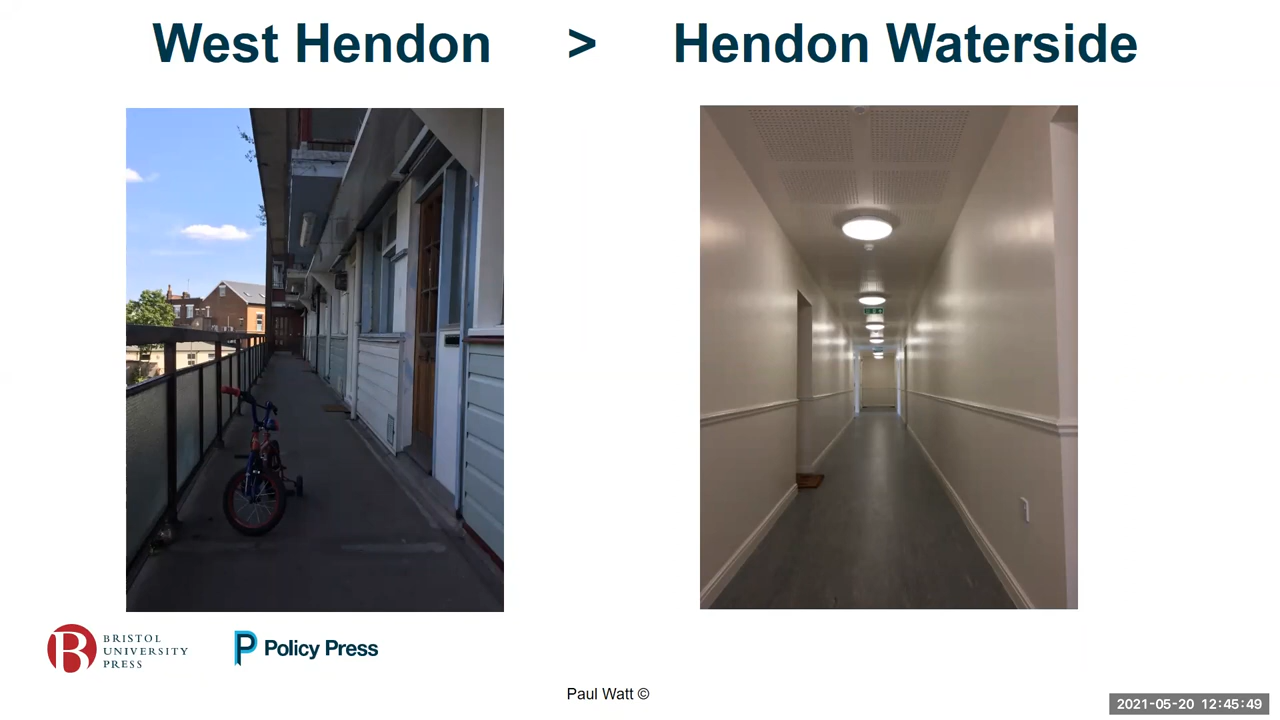 West Hendon > Hendon Waterside
BRISTOL
UNIVERSITY
PRESS
Policy Press
Paul Watt ©
2021-05-20 12:45:49